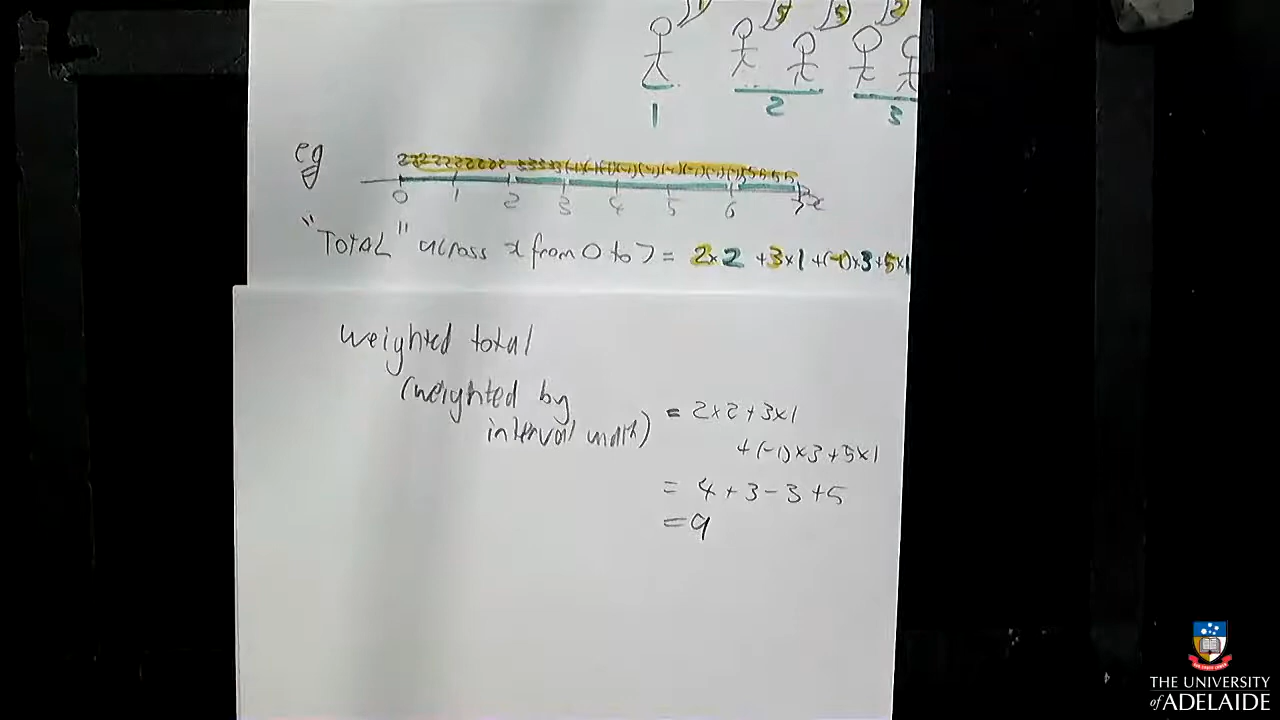 1 2 3
eg
0 1 2 3 4 5 6 7 x
"TOTAL" across x from 0 to 7 = 2×2 +3×1 +(-1)×3+5×1
weighted total
(weighted by
interval width)
= 2×2+3×1
+(-1)×3+5×1
= 4+3-3+5
=9
THE UNIVERSITY
of ADELAIDE